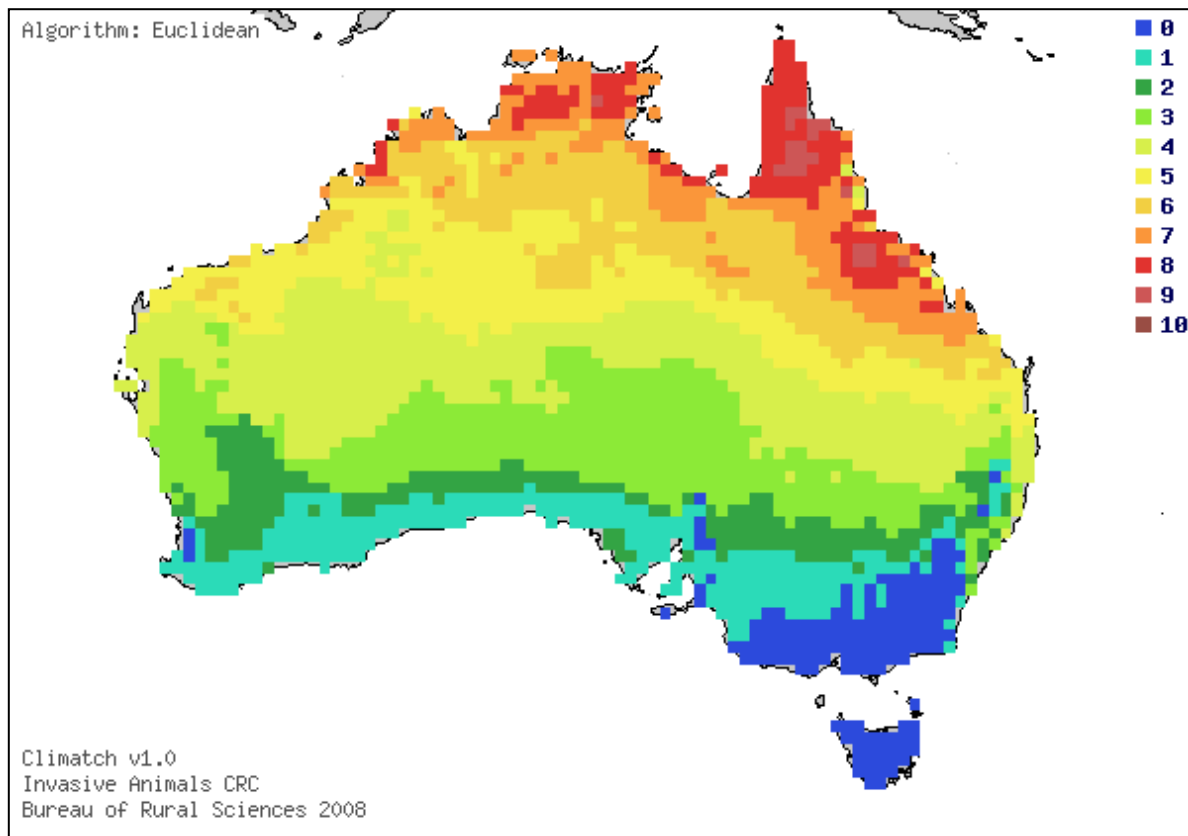 Algorithm: Euclidean
0
1
2
3
4
5
6
7
8
9
10
Climatch v1.0
Invasive Animals CRC
Bureau of Rural Sciences 2008